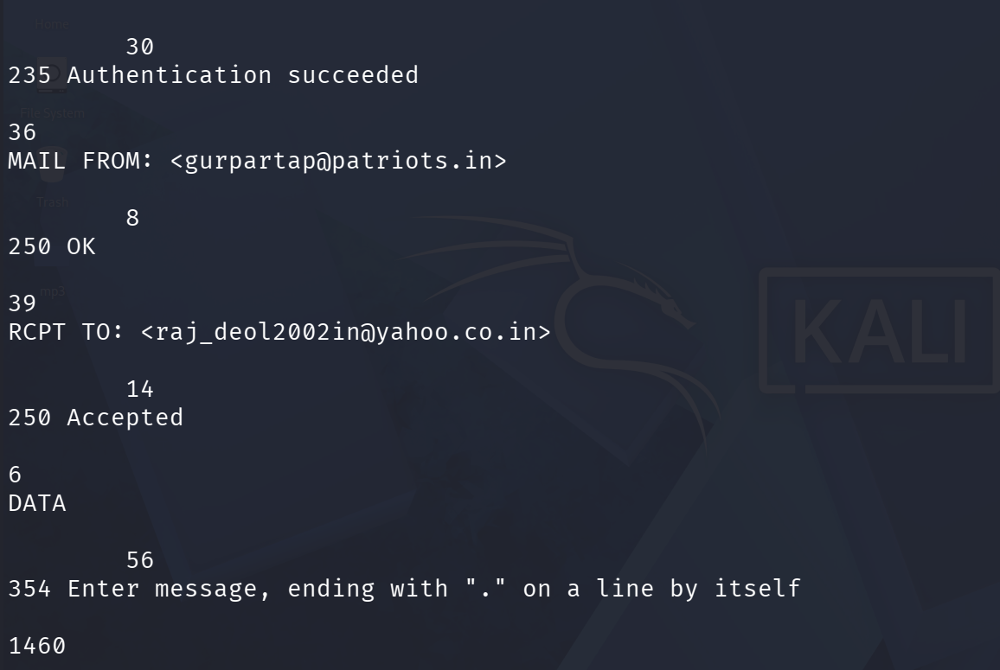 Home
30
235 Authentication succeeded
File System
36
MAIL FROM: <gurpartap@patriots.in>
Trash
8
250 OK
mp3
39
RCPT TO: <raj_deol2002in@yahoo.co.in>
KALI
14
250 Accepted
6
DATA
56
354 Enter message, ending with "." on a line by itself
1460